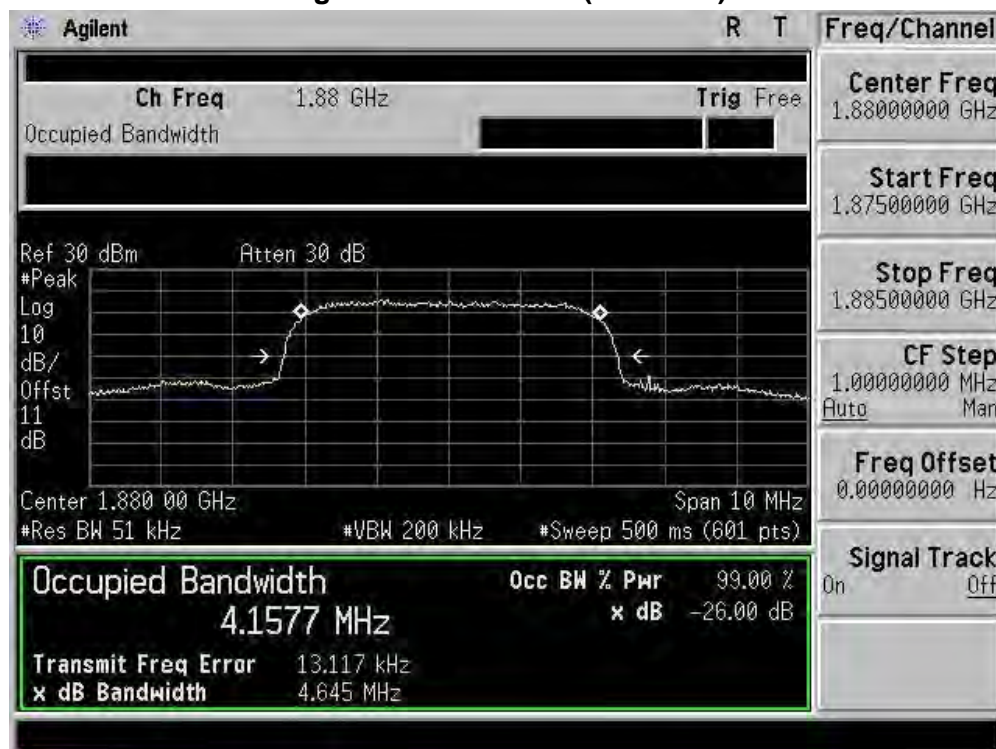 Agilent R T
Ch Freq 1.88 GHz Trig Free
Occupied Bandwidth
Ref 30 dBm Atten 30 dB
#Peak
Log
10
dB/
Offst
11
dB
Center 1.880 00 GHz Span 10 MHz
#Res BW 51 kHz #VBW 200 kHz #Sweep 500 ms (601 pts)
Occupied Bandwidth Occ BW % Pwr 99.00 %
4.1577 MHz x dB -26.00 dB
Transmit Freq Error 13.117 kHz
x dB Bandwidth 4.645 MHz
Freq/Channel
Center Freq
1.88000000 GHz
Start Freq
1.87500000 GHz
Stop Freq
1.88500000 GHz
CF Step
1.00000000 MHz
Auto Man
Freq Offset
0.00000000 Hz
Signal Track
On Off